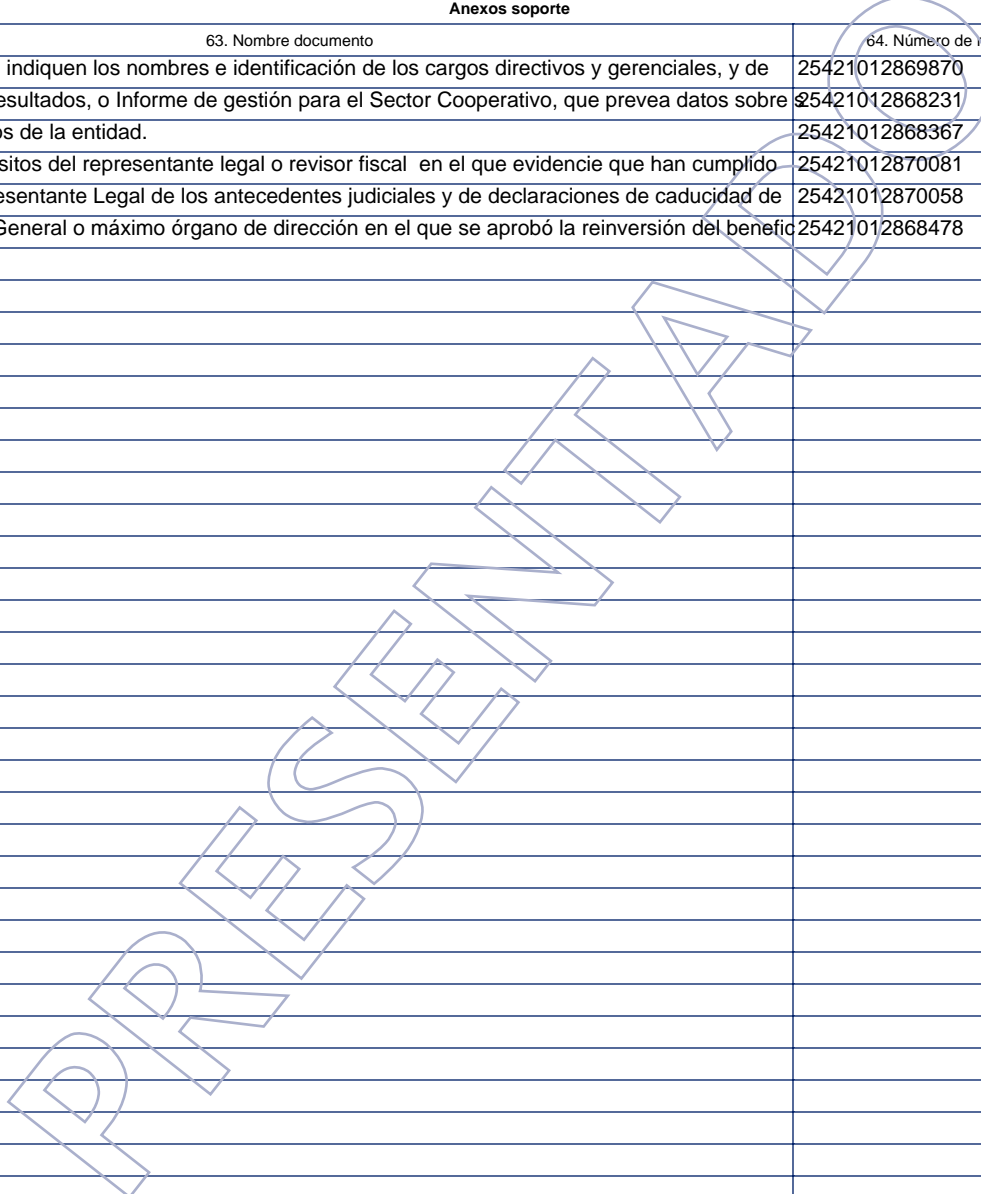 Anexos soporte
63. Nombre documento 64. Número de
indiquen los nombres e identificación de los cargos directivos y gerenciales, y de 25421012869870
esultados, o Informe de gestión para el Sector Cooperativo, que prevea datos sobre s 25421012868231
os de la entidad. 25421012868367
sitos del representante legal o revisor fiscal en el que evidencie que han cumplido 25421012870081
esentante Legal de los antecedentes judiciales y de declaraciones de caducidad de 25421012870058
General o máximo órgano de dirección en el que se aprobó la reinversión del benefic 25421012868478
PRESENTADO